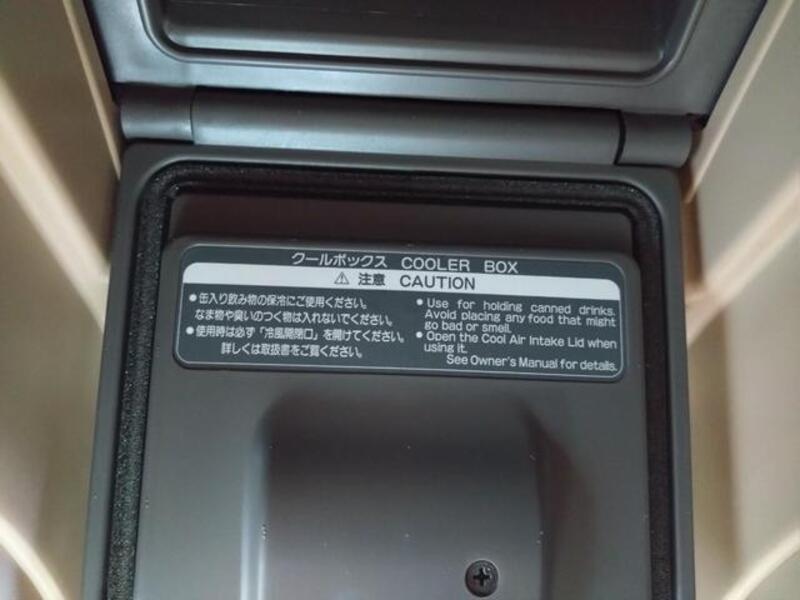 クールボックス COOLER BOX
⚠ 注意 CAUTION
●缶入り飲み物の保冷にご使用ください。
なま物や臭いのつく物は入れないでください。
●使用時は必ず「冷風開閉口」を開けてください。
詳しくは取扱書をご覧ください。
● Use for holding canned drinks.
Avoid placing any food that might
go bad or smell.
● Open the Cool Air Intake Lid when
using it.
See Owner's Manual for details.